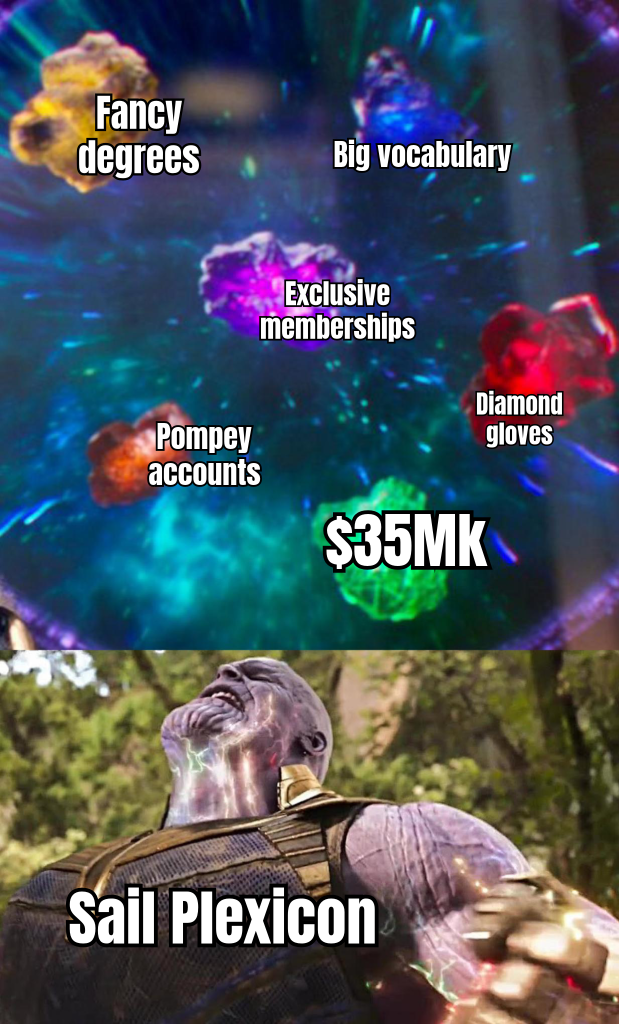 Fancy
degrees
Big vocabulary
Exclusive
memberships
Diamond
gloves
Pompey
accounts
$35Mk
Sail Plexicon